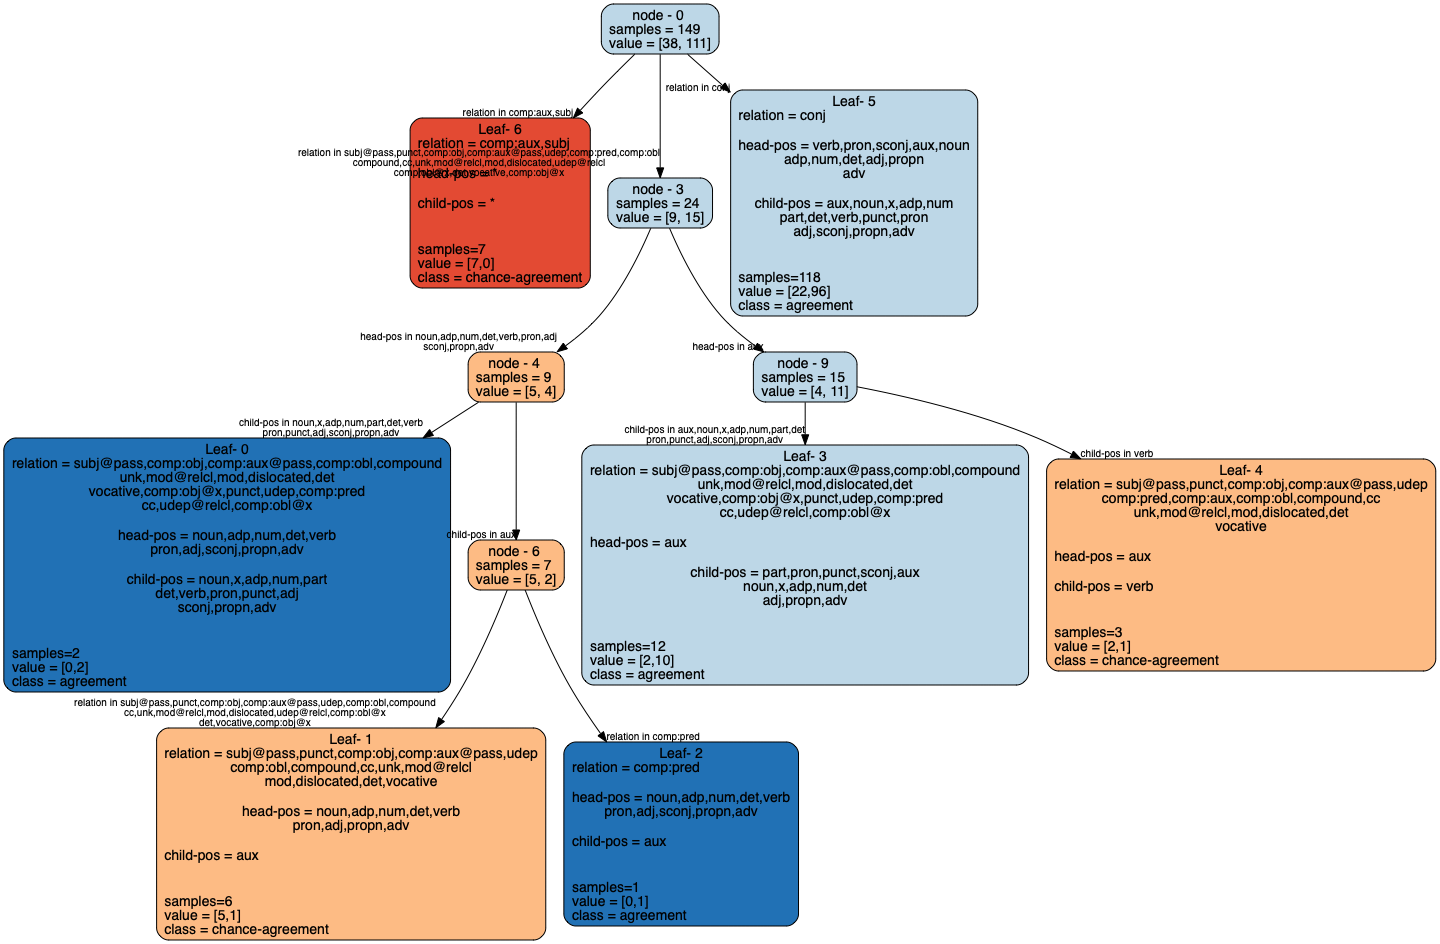 node - 0
samples = 149
value = [38, 111]
relation in comp:aux,subj
relation in conj
Leaf- 6
relation = comp:aux,subj
head-pos = *
child-pos = *
samples=7
value = [7,0]
class = chance-agreement
relation in subj@pass,punct,comp:obj,comp:aux@pass,udep,comp:pred,comp:obl
compound,cc,unk,mod@relcl,mod,dislocated,udep@relcl
comp:obl@x,det,vocative,comp:obj@x
node - 3
samples = 24
value = [9, 15]
Leaf- 5
relation = conj
head-pos = verb,pron,sconj,aux,noun
adp,num,det,adj,propn
adv
child-pos = aux,noun,x,adp,num
part,det,verb,punct,pron
adj,sconj,propn,adv
samples=118
value = [22,96]
class = agreement
head-pos in noun,adp,num,det,verb,pron,adj
sconj,propn,adv
head-pos in aux
node - 4
samples = 9
value = [5, 4]
node - 9
samples = 15
value = [4, 11]
child-pos in noun,x,adp,num,part,det,verb
pron,punct,adj,sconj,propn,adv
child-pos in aux
child-pos in aux,noun,x,adp,num,part,det
pron,punct,adj,sconj,propn,adv
child-pos in verb
Leaf- 0
relation = subj@pass,comp:obj,comp:aux@pass,comp:obl,compound
unk,mod@relcl,mod,dislocated,det
vocative,comp:obj@x,punct,udep,comp:pred
cc,udep@relcl,comp:obl@x
head-pos = noun,adp,num,det,verb
pron,adj,sconj,propn,adv
child-pos = noun,x,adp,num,part
det,verb,pron,punct,adj
sconj,propn,adv
samples=2
value = [0,2]
class = agreement
node - 6
samples = 7
value = [5, 2]
Leaf- 3
relation = subj@pass,comp:obj,comp:aux@pass,comp:obl,compound
unk,mod@relcl,mod,dislocated,det
vocative,comp:obj@x,punct,udep,comp:pred
cc,udep@relcl,comp:obl@x
head-pos = aux
child-pos = part,pron,punct,sconj,aux
noun,x,adp,num,det
adj,propn,adv
samples=12
value = [2,10]
class = agreement
Leaf- 4
relation = subj@pass,punct,comp:obj,comp:aux@pass,udep
comp:pred,comp:aux,comp:obl,compound,cc
unk,mod@relcl,mod,dislocated,det
vocative
head-pos = aux
child-pos = verb
samples=3
value = [2,1]
class = chance-agreement
relation in subj@pass,punct,comp:obj,comp:aux@pass,udep,comp:obl,compound
cc,unk,mod@relcl,mod,dislocated,udep@relcl,comp:obl@x
det,vocative,comp:obj@x
relation in comp:pred
Leaf- 1
relation = subj@pass,punct,comp:obj,comp:aux@pass,udep
comp:obl,compound,cc,unk,mod@relcl
mod,dislocated,det,vocative
head-pos = noun,adp,num,det,verb
pron,adj,propn,adv
child-pos = aux
samples=6
value = [5,1]
class = chance-agreement
Leaf- 2
relation = comp:pred
head-pos = noun,adp,num,det,verb
pron,adj,sconj,propn,adv
child-pos = aux
samples=1
value = [0,1]
class = agreement